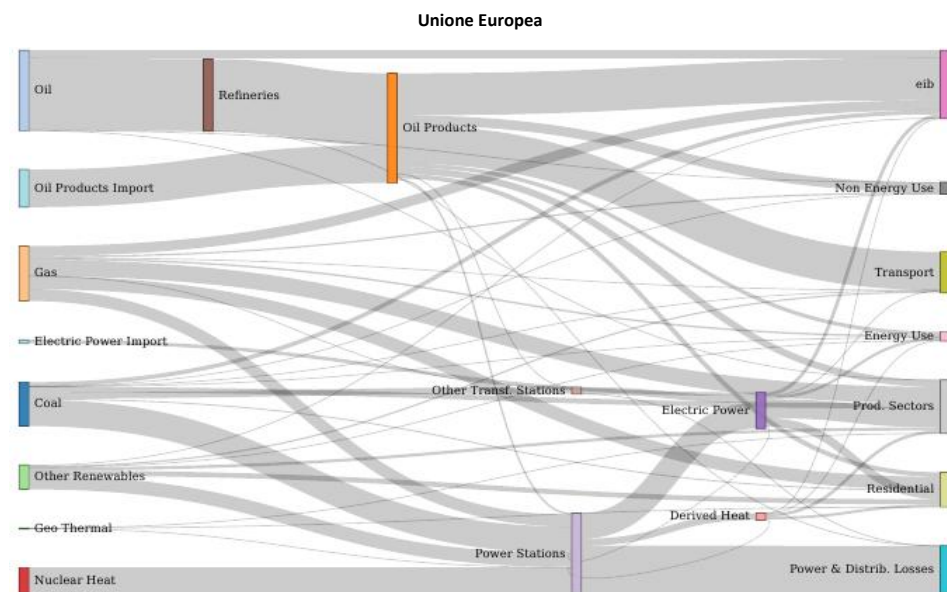 Unione Europea
Oil
Refineries
eib
Oil Products
Oil Products Import
Non Energy Use
Gas
Transport
Electric Power Import
Energy Use
Other Transf. Stations
Coal
Electric Power
Prod. Sectors
Other Renewables
Residential
Geo Thermal
Derived Heat
Power Stations
Power & Distrib. Losses
Nuclear Heat